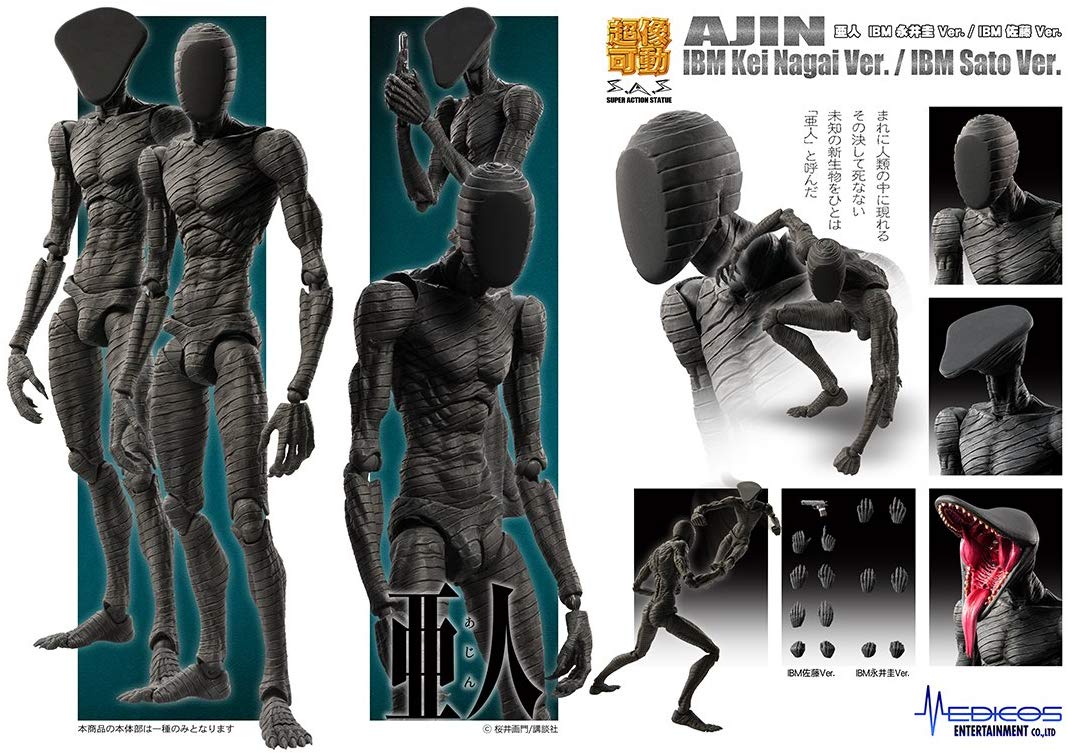 超像
可動
S.A.S
SUPER ACTION STATUE
AJIN
亜人 IBM 永井圭 Ver. / IBM 佐藤 Ver.
IBM Kei Nagai Ver. / IBM Sato Ver.
まれに人類の中に現れる
その決して死なない
未知の新生物をひとは
「亜人」と呼んだ
亜人
あじん
本商品の本体部は一種のみとなります
© 桜井画門/講談社
IBM佐藤Ver.
IBM永井圭Ver.
MEDICOS
ENTERTAINMENT CO.,LTD